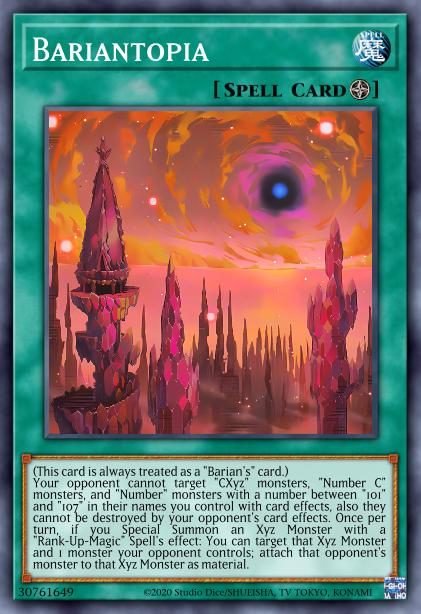 BARIANTOPIA
SPELL
魔
[SPELL CARD]
(This card is always treated as a "Barian's" card.)
Your opponent cannot target "CXyz" monsters, "Number C"
monsters, and "Number" monsters with a number between "101"
and "107" in their names you control with card effects, also they
cannot be destroyed by your opponent's card effects. Once per
turn, if you Special Summon an Xyz Monster with a
"Rank-Up-Magic" Spell's effect: You can target that Xyz Monster
and 1 monster your opponent controls; attach that opponent's
monster to that Xyz Monster as material.
30761649
©2020 Studio Dice/SHUEISHA, TV TOKYO, KONAMI